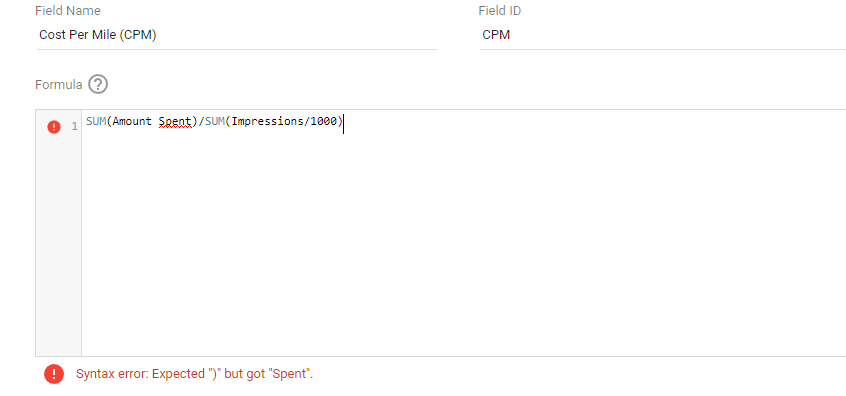 Field Name Field ID
Cost Per Mile (CPM) CPM
Formula ?
! 1 SUM(Amount Spent)/SUM(Impressions/1000)
! Syntax error: Expected ")" but got "Spent".